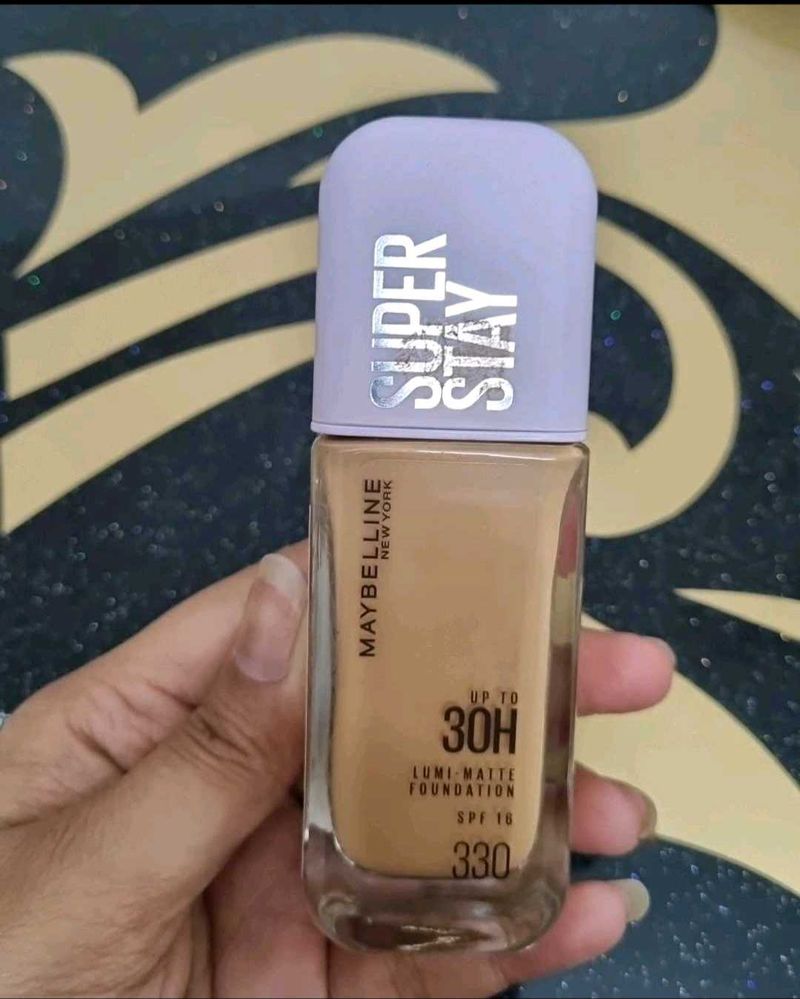 SUPER
STAY
MAYBELLINE
NEW YORK
UP TO
30H
LUMI-MATTE
FOUNDATION
SPF 16
330